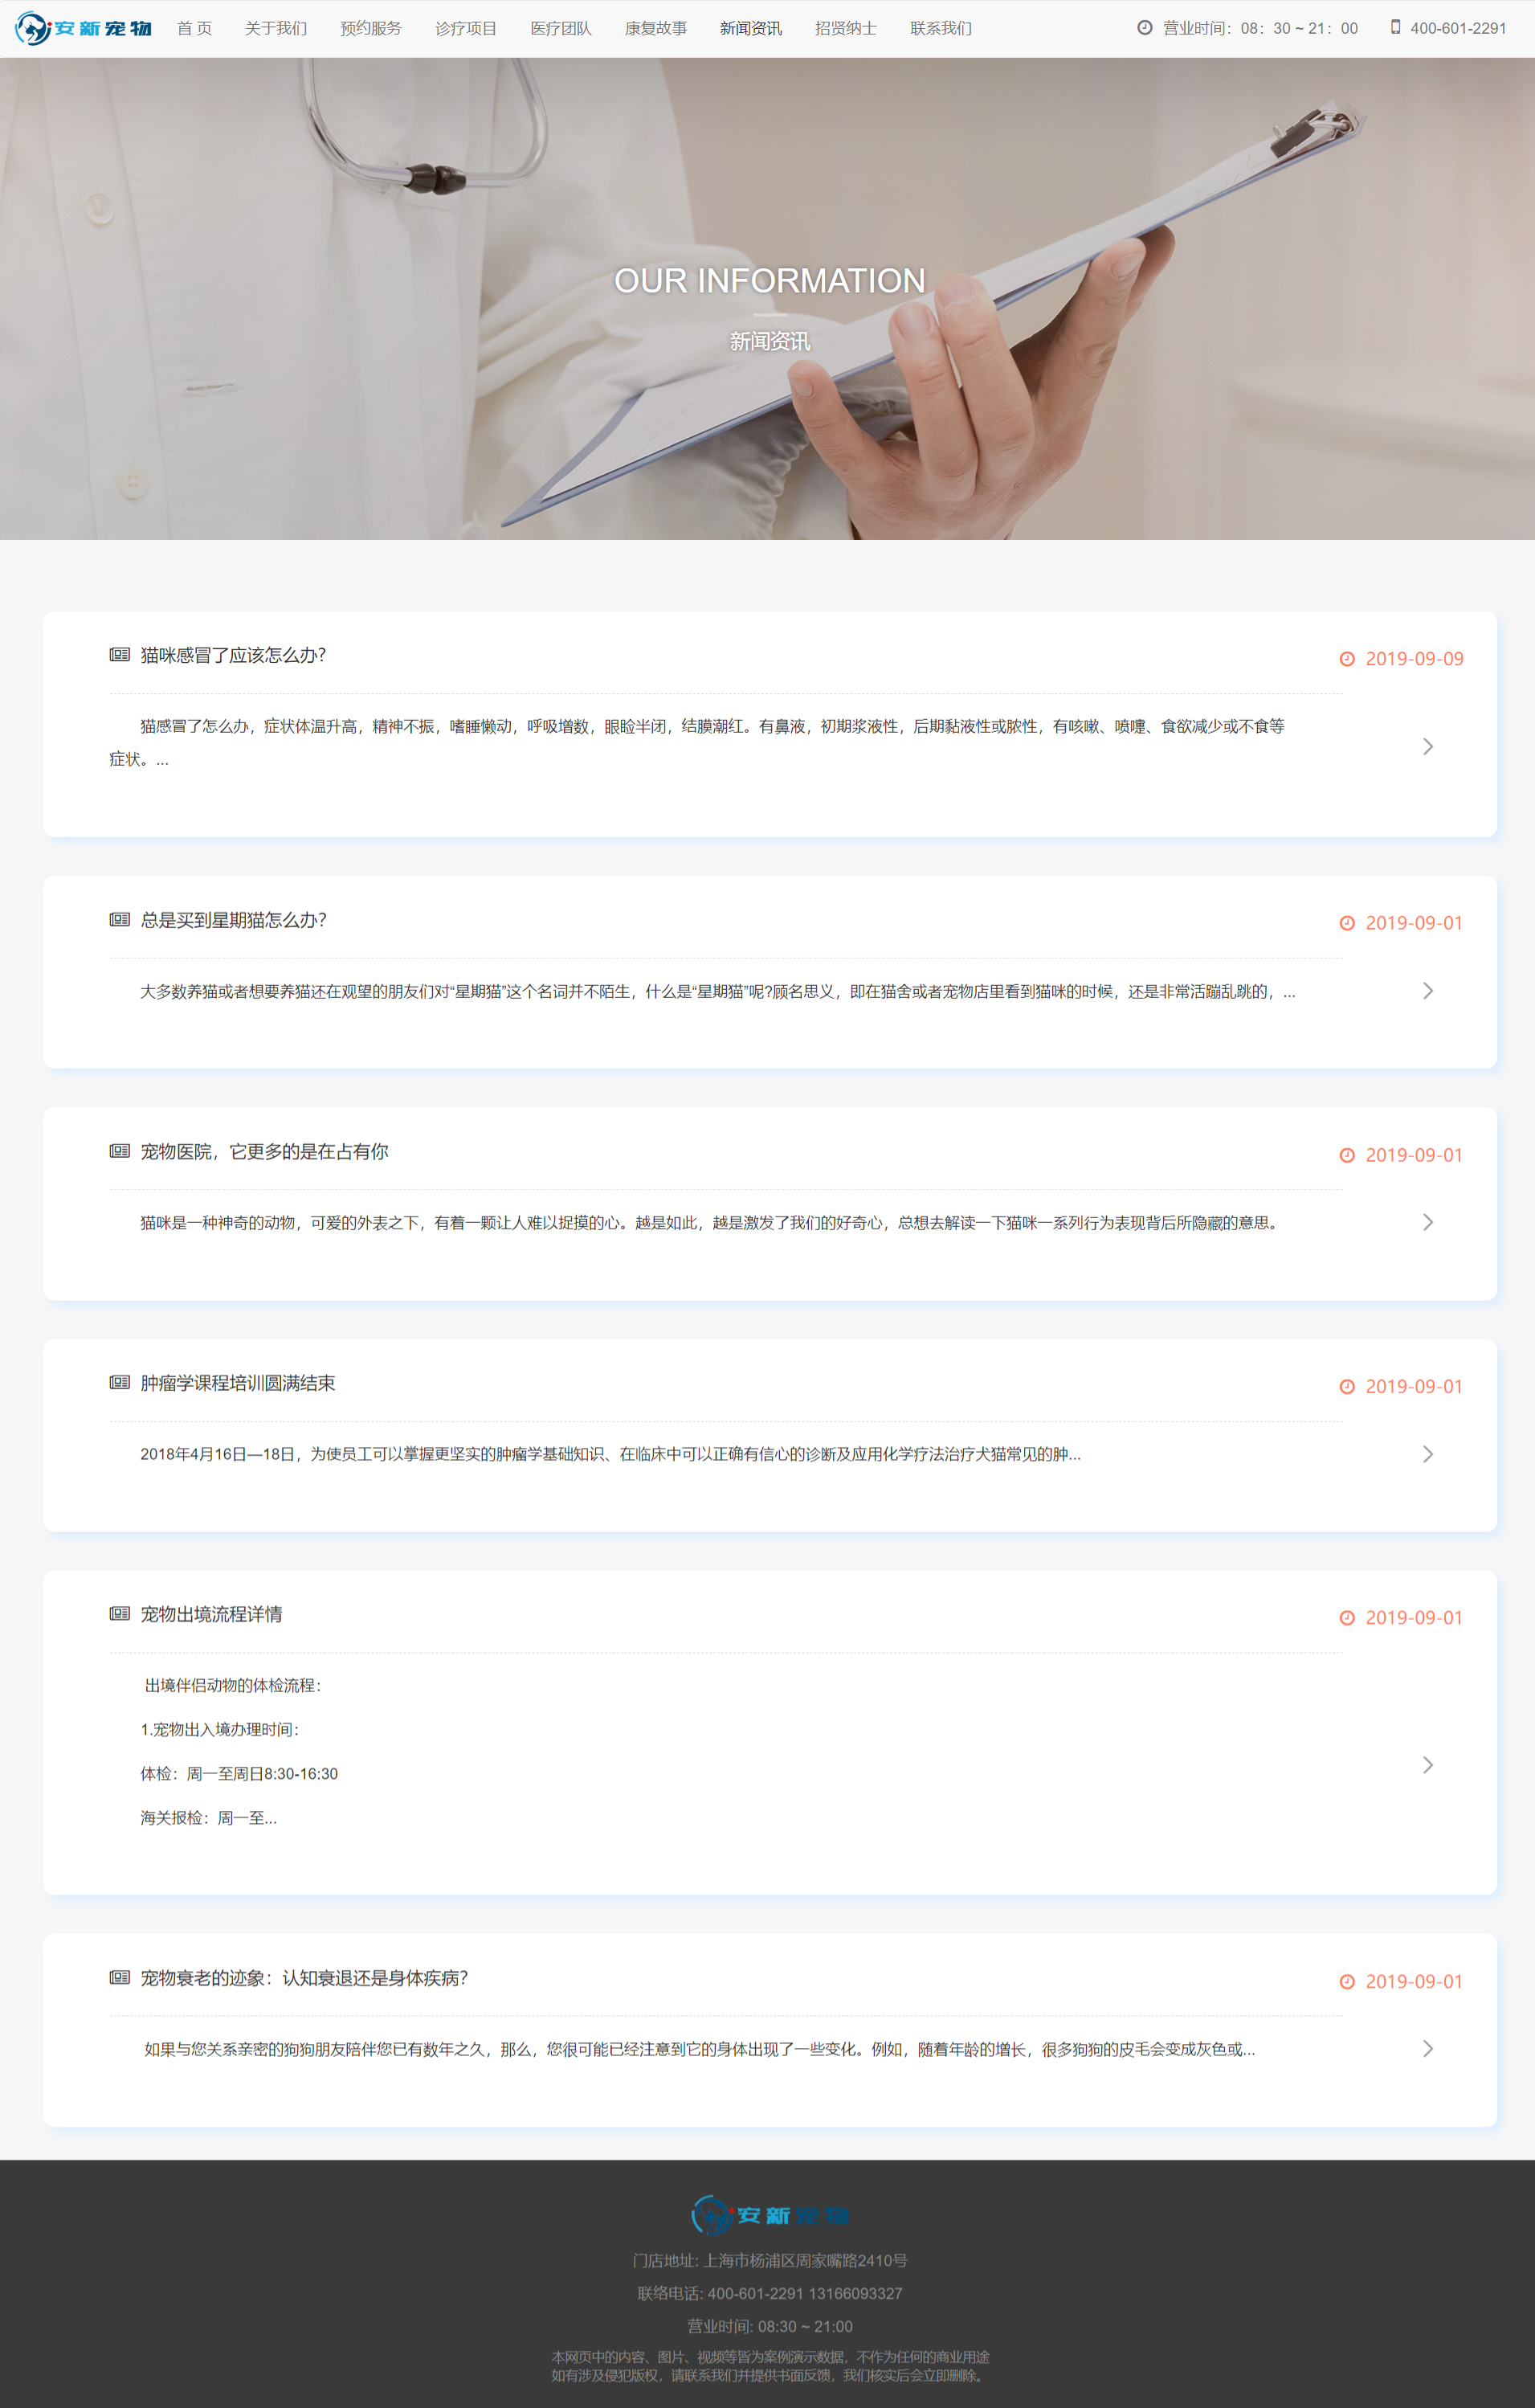 安新宠物 首 页 关于我们 预约服务 诊疗项目 医疗团队 康复故事 新闻资讯 招贤纳士 联系我们 营业时间：08：30 ~ 21：00 400-601-2291
OUR INFORMATION
新闻资讯
猫咪感冒了应该怎么办?
2019-09-09
猫感冒了怎么办，症状体温升高，精神不振，嗜睡懒动，呼吸增数，眼睑半闭，结膜潮红。有鼻液，初期浆液性，后期黏液性或脓性，有咳嗽、喷嚏、食欲减少或不食等
症状。...
总是买到星期猫怎么办?
2019-09-01
大多数养猫或者想要养猫还在观望的朋友们对“星期猫”这个名词并不陌生，什么是“星期猫”呢?顾名思义，即在猫舍或者宠物店里看到猫咪的时候，还是非常活蹦乱跳的，...
宠物医院，它更多的是在占有你
2019-09-01
猫咪是一种神奇的动物，可爱的外表之下，有着一颗让人难以捉摸的心。越是如此，越是激发了我们的好奇心，总想去解读一下猫咪一系列行为表现背后所隐藏的意思。
肿瘤学课程培训圆满结束
2019-09-01
2018年4月16日—18日，为使员工可以掌握更坚实的肿瘤学基础知识、在临床中可以正确有信心的诊断及应用化学疗法治疗犬猫常见的肿...
宠物出境流程详情
2019-09-01
出境伴侣动物的体检流程：
1.宠物出入境办理时间：
体检：周一至周日8:30-16:30
海关报检：周一至...
宠物衰老的迹象：认知衰退还是身体疾病?
2019-09-01
如果与您关系亲密的狗狗朋友陪伴您已有数年之久，那么，您很可能已经注意到它的身体出现了一些变化。例如，随着年龄的增长，很多狗狗的皮毛会变成灰色或...
安新宠物
门店地址: 上海市杨浦区周家嘴路2410号
联络电话: 400-601-2291 13166093327
营业时间: 08:30 ~ 21:00
本网页中的内容、图片、视频等皆为案例演示数据，不作为任何的商业用途
如有涉及侵犯版权，请联系我们并提供书面反馈，我们核实后会立即删除。